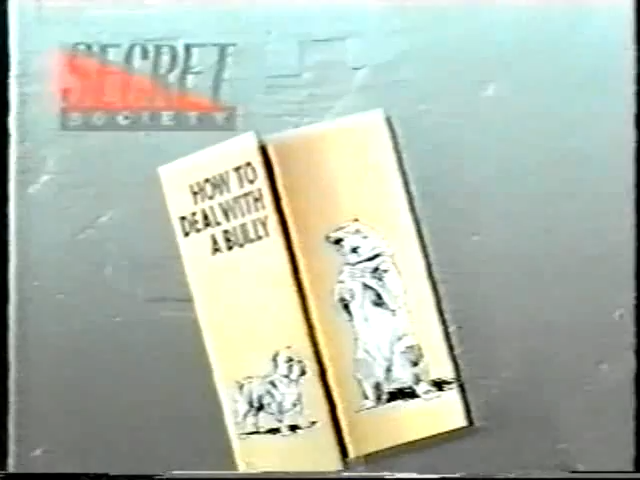 SECRET
SOCIETY
HOW TO
DEAL WITH
A BULLY